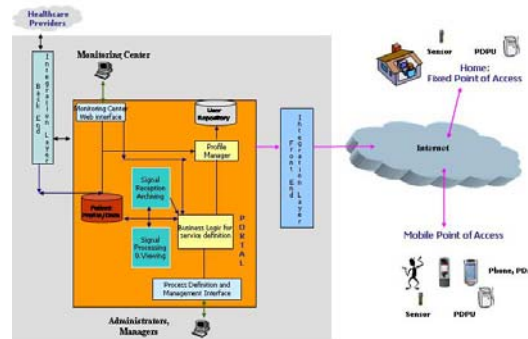 Healthcare
Providers
Monitoring Center
Integration Layer
Back End
Monitoring Center
Web interface
User
Repository
Profile
Manager
Signal
Reception
Archiving
Patient
Signal
Processing
& Viewing
Business Logic for
service definition
PORTAL
Process Definition and
Management Interface
Administrators,
Managers
Integration Layer
Front End
Internet
Sensor PDPU
Home:
Fixed Point of Access
Mobile Point of Access
Phone, PD
Sensor PDPU